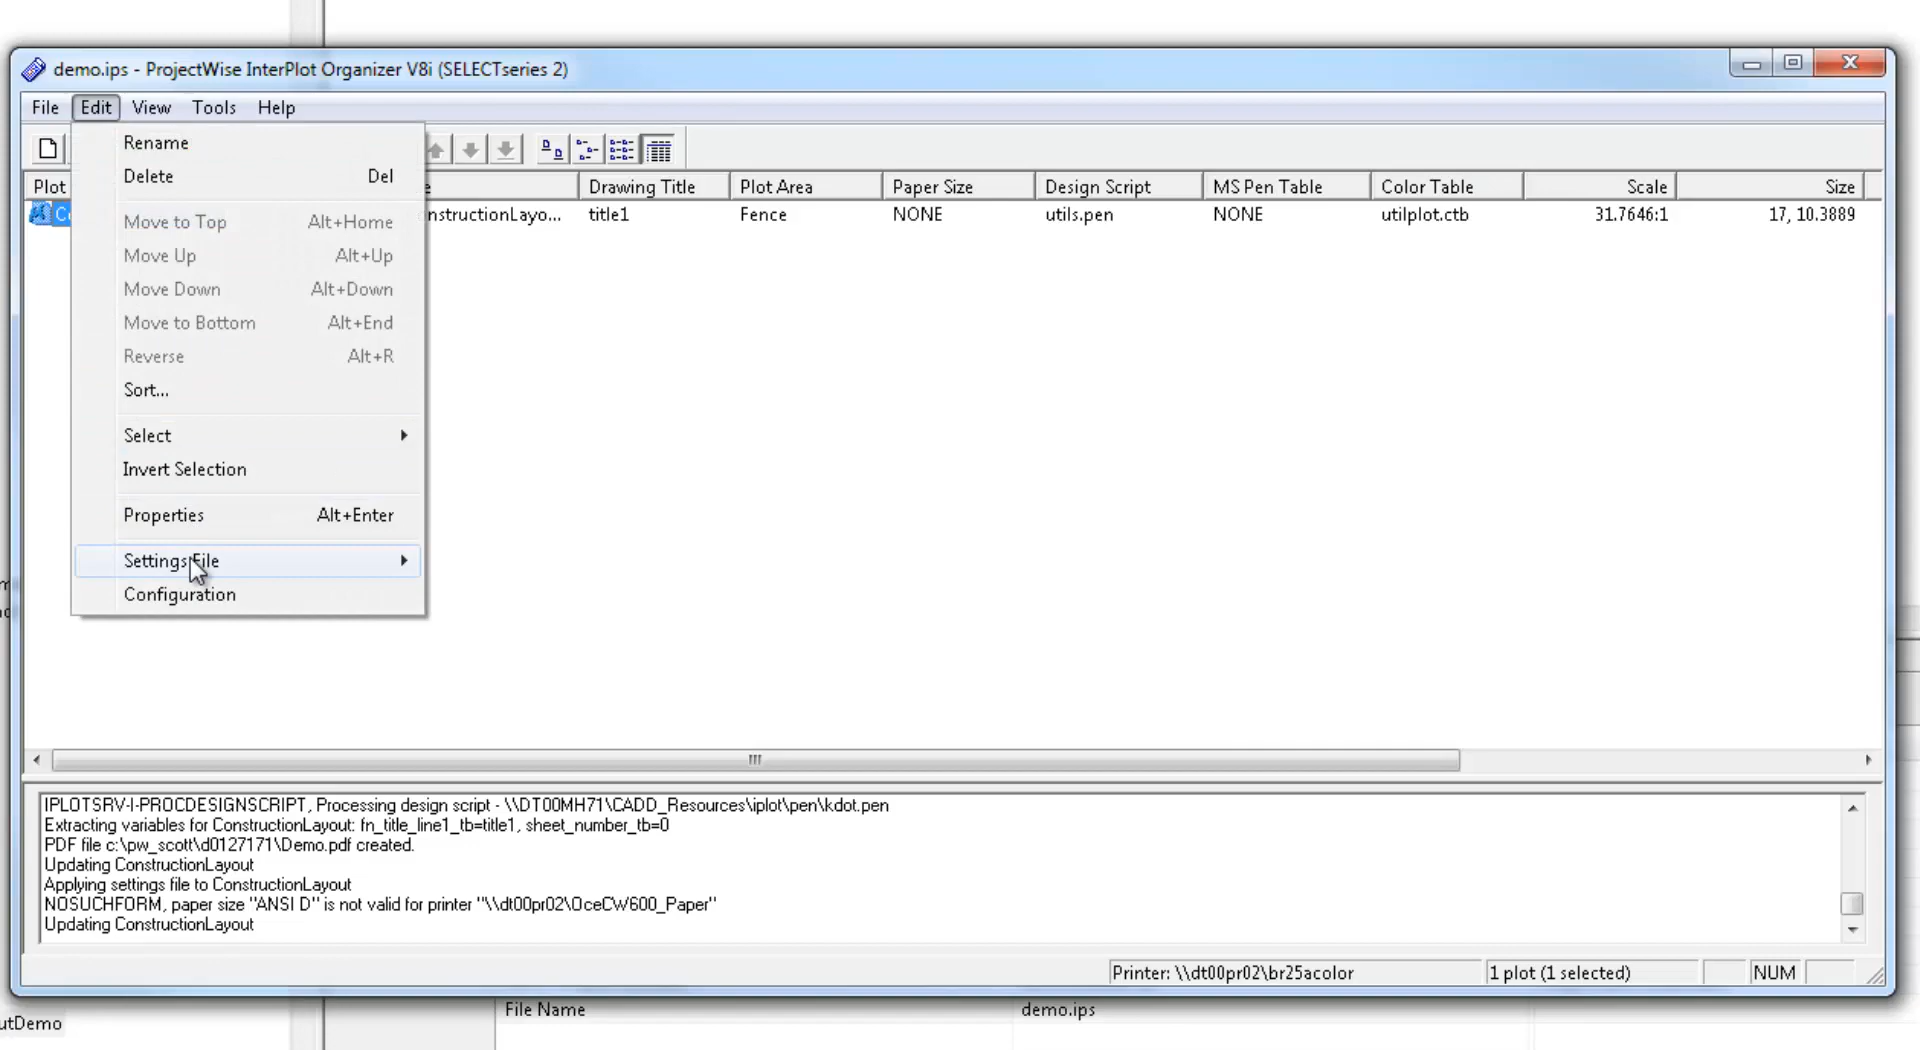 demo.ips - ProjectWise InterPlot Organizer V8i (SELECTseries 2)
File Edit View Tools Help
Rename
Delete Del
Move to Top Alt+Home
Move Up Alt+Up
Move Down Alt+Down
Move to Bottom Alt+End
Reverse Alt+R
Sort...
Select
Invert Selection
Properties Alt+Enter
Settings File
Configuration
Plot Drawing Title Plot Area Paper Size Design Script MS Pen Table Color Table Scale Size
nstructionLayo... title1 Fence NONE utils.pen NONE utilplot.ctb 31.7646:1 17, 10.3889
IPLOTSRV-I-PROCDESIGNSCRIPT, Processing design script - \\DT00MH71\CADD_Resources\iplot\pen\kdot.pen
Extracting variables for ConstructionLayout: fn_title_line1_tb=title1, sheet_number_tb=0
PDF file c:\pw_scott\d0127171\Demo.pdf created.
Updating ConstructionLayout
Applying settings file to ConstructionLayout
NOSUCHFORM, paper size "ANSI D" is not valid for printer "\\dt00pr02\OceCW600_Paper"
Updating ConstructionLayout
Printer: \\dt00pr02\br25acolor 1 plot (1 selected) NUM
File Name demo.ips
utDemo